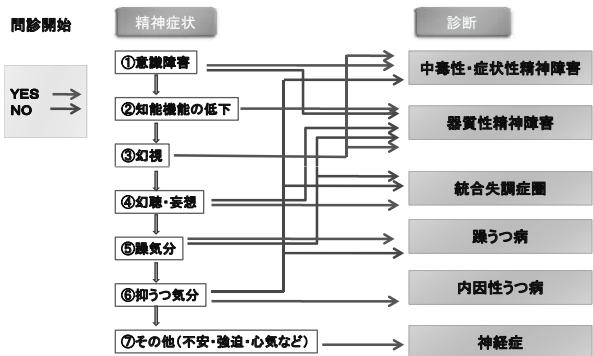 問診開始
精神症状
診断
YES
NO
①意識障害
②知能機能の低下
③幻視
④幻聴・妄想
⑤躁気分
⑥抑うつ気分
⑦その他（不安・強迫・心気など）
中毒性・症状性精神障害
器質性精神障害
統合失調症圏
躁うつ病
内因性うつ病
神経症